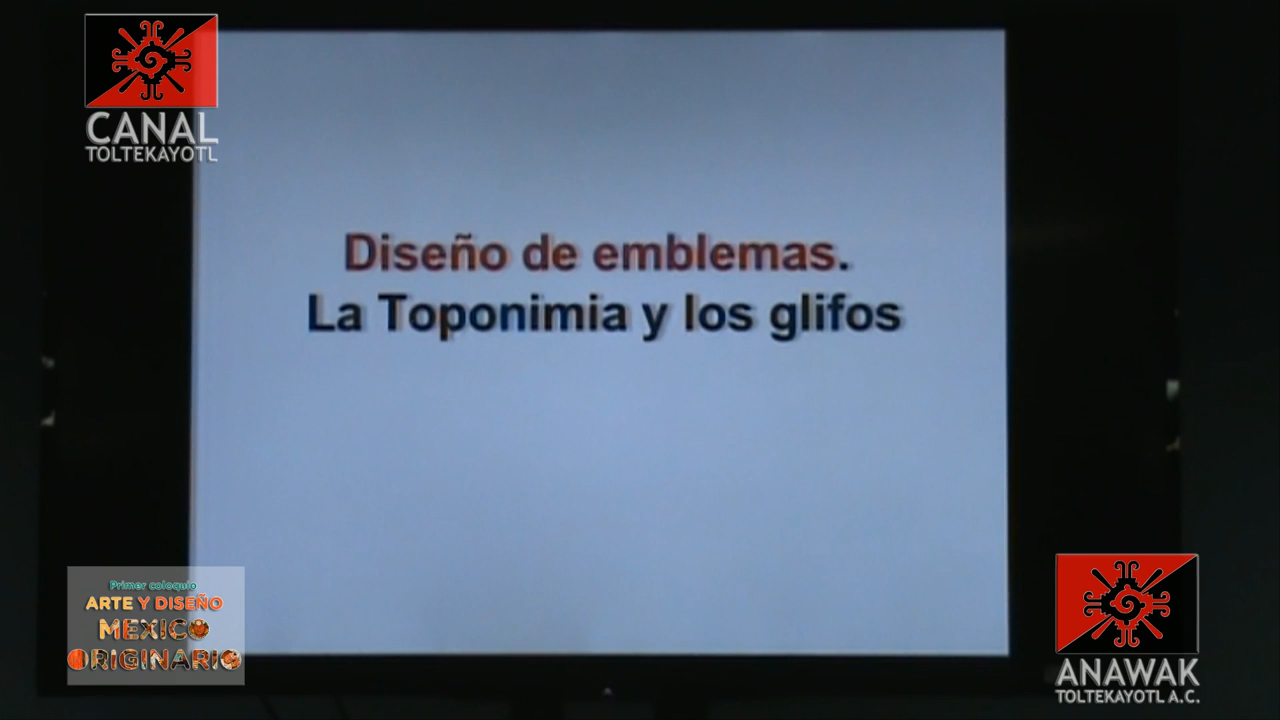 CANAL
TOLTEKAYOTL
Diseño de emblemas.
La Toponimia y los glifos
Primer coloquio
ARTE Y DISEÑO
MEXICO
ORIGINARIO
ANAWAK
TOLTEKAYOTL A.C.